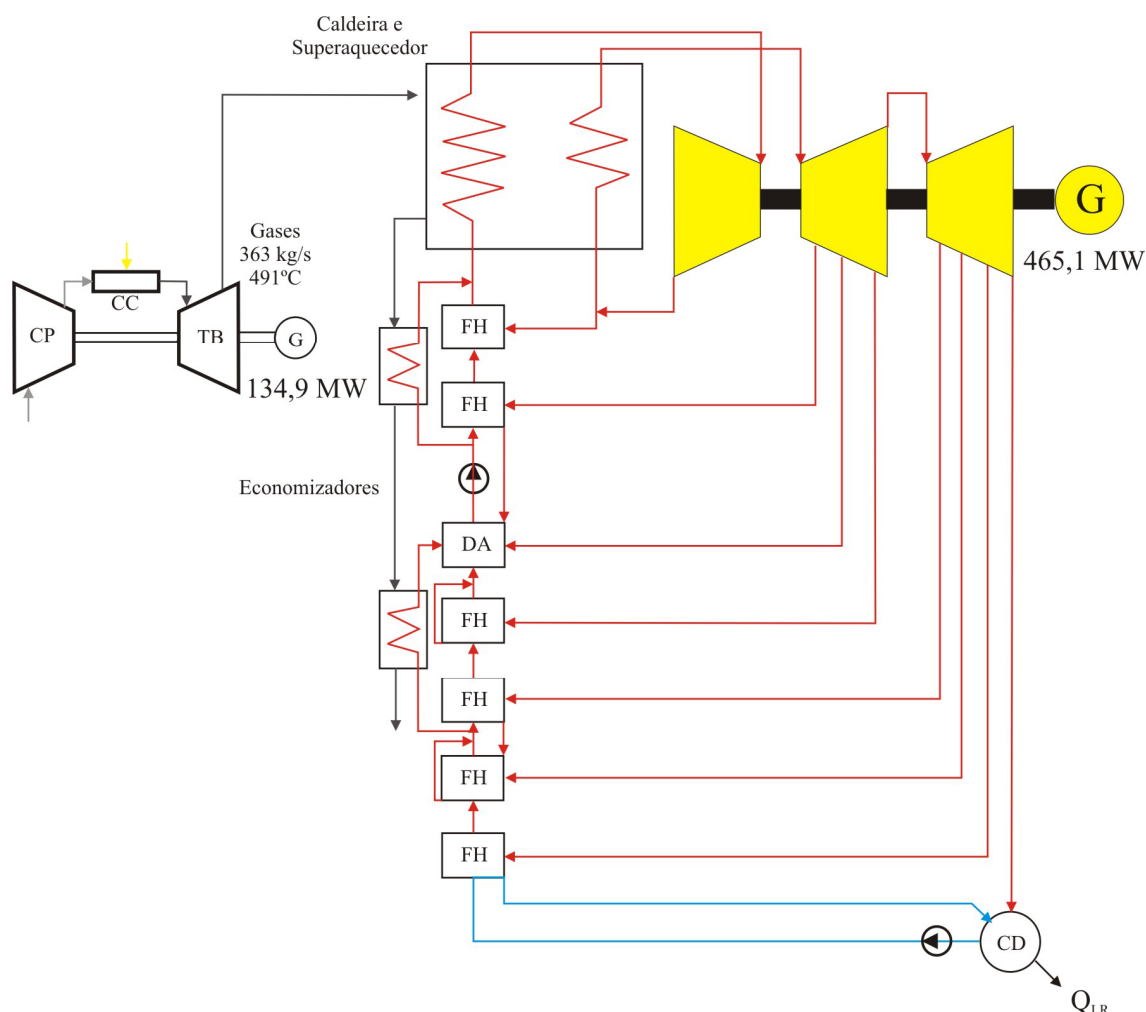 Caldeira e
Superaquecedor
G
465,1 MW
Gases
363 kg/s
491ºC
CC
CP
TB
G
134,9 MW
FH
FH
Economizadores
DA
FH
FH
FH
FH
CD
Q_LR